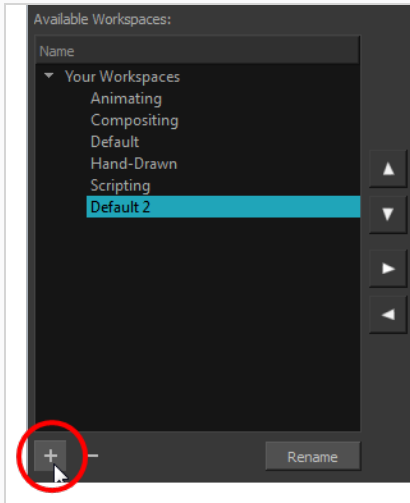 Available Workspaces:
Name
Your Workspaces
Animating
Compositing
Default
Hand-Drawn
Scripting
Default 2
Rename